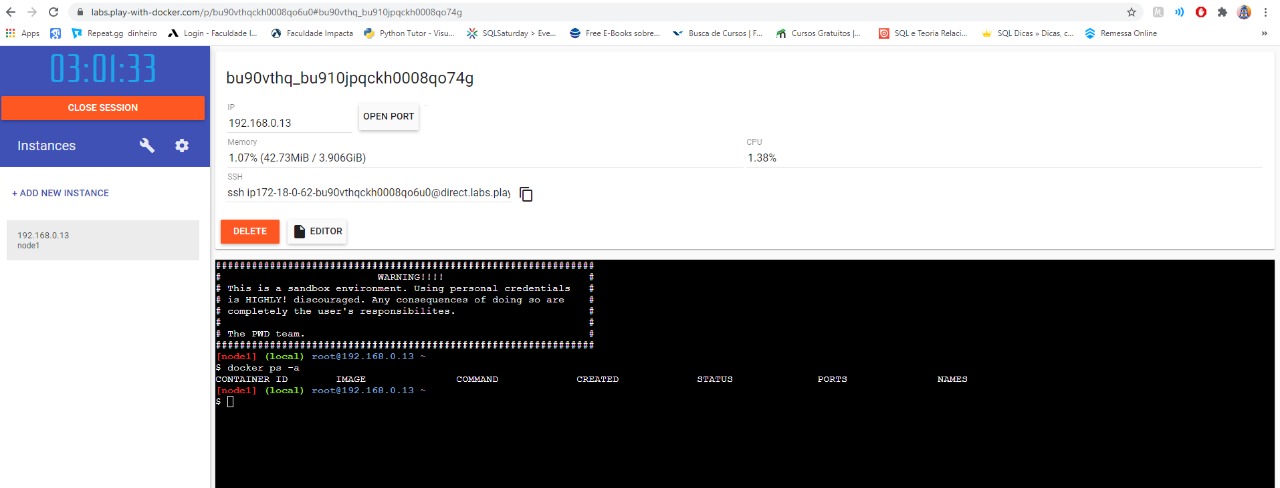 labs.play-with-docker.com/p/bu90vthqckh0008qo6u0#bu90vthq_bu910jpqckh0008qo74g
Apps Repeat.gg dinheiro Login - Faculdade I... Faculdade Impacta Python Tutor - Visu... SQLSaturday > Eve... Free E-Books sobre... Busca de Cursos | F... Cursos Gratuitos |... SQL e Teoria Relaci... SQL Dicas » Dicas, c... Remessa Online »
03:01:33
CLOSE SESSION
Instances
+ ADD NEW INSTANCE
192.168.0.13
node1
bu90vthq_bu910jpqckh0008qo74g
IP
192.168.0.13
OPEN PORT
Memory CPU
1.07% (42.73MiB / 3.906GiB) 1.38%
SSH
ssh ip172-18-0-62-bu90vthqckh0008qo6u0@direct.labs.play
DELETE EDITOR
###############################################################
# WARNING!!!! #
# This is a sandbox environment. Using personal credentials #
# is HIGHLY! discouraged. Any consequences of doing so are #
# completely the user's responsibilites. #
# #
# The PWD team. #
###############################################################
[node1] (local) root@192.168.0.13 ~
$ docker ps -a
CONTAINER ID IMAGE COMMAND CREATED STATUS PORTS NAMES
[node1] (local) root@192.168.0.13 ~
$